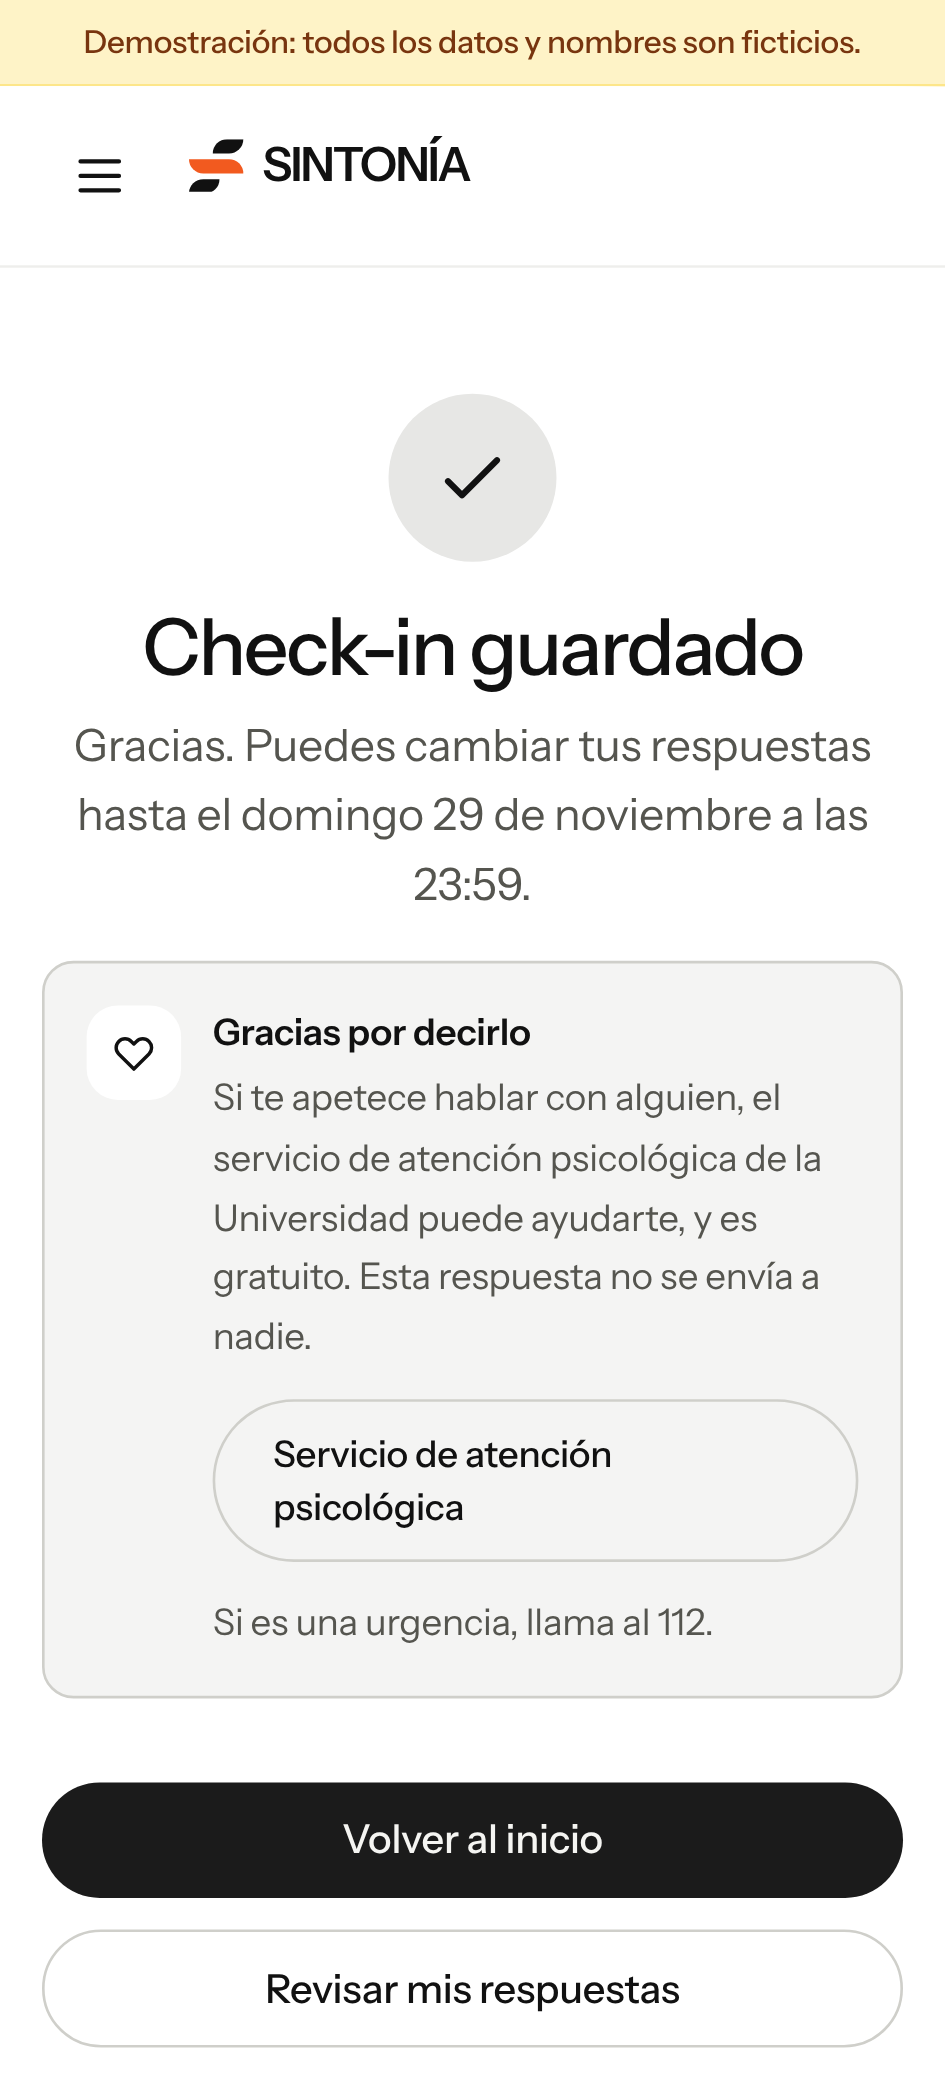 Demostración: todos los datos y nombres son ficticios.
SINTONÍA
Check-in guardado
Gracias. Puedes cambiar tus respuestas
hasta el domingo 29 de noviembre a las
23:59.
Gracias por decirlo
Si te apetece hablar con alguien, el
servicio de atención psicológica de la
Universidad puede ayudarte, y es
gratuito. Esta respuesta no se envía a
nadie.
Servicio de atención
psicológica
Si es una urgencia, llama al 112.
Volver al inicio
Revisar mis respuestas